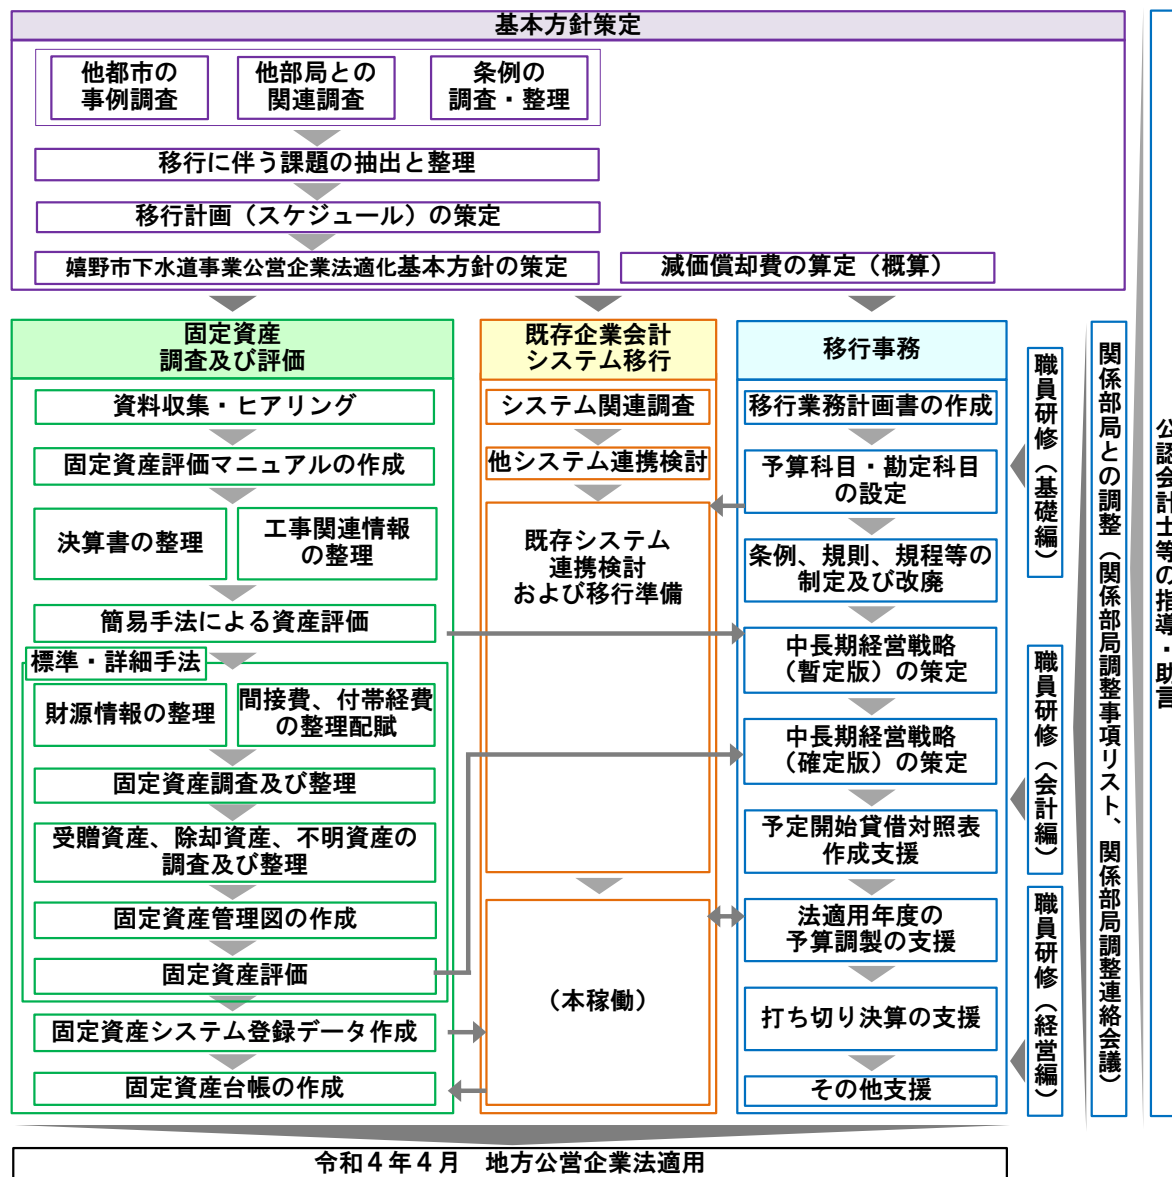 基本方針策定
他都市の
事例調査
他部局との
関連調査
条例の
調査・整理
移行に伴う課題の抽出と整理
移行計画（スケジュール）の策定
嬉野市下水道事業公営企業法適化基本方針の策定
減価償却費の算定（概算）
固定資産
調査及び評価
資料収集・ヒアリング
固定資産評価マニュアルの作成
決算書の整理
工事関連情報
の整理
簡易手法による資産評価
標準・詳細手法
財源情報の整理
間接費、付帯経費
の整理配賦
固定資産調査及び整理
受贈資産、除却資産、不明資産の
調査及び整理
固定資産管理図の作成
固定資産評価
固定資産システム登録データ作成
固定資産台帳の作成
既存企業会計
システム移行
システム関連調査
他システム連携検討
既存システム
連携検討
および移行準備
（本稼働）
移行事務
移行業務計画書の作成
予算科目・勘定科目
の設定
条例、規則、規程等の
制定及び改廃
中長期経営戦略
（暫定版）の策定
中長期経営戦略
（確定版）の策定
予定開始貸借対照表
作成支援
法適用年度の
予算調製の支援
打ち切り決算の支援
その他支援
職員研修（基礎編）
職員研修（会計編）
職員研修（経営編）
関係部局との調整（関係部局調整事項リスト、関係部局調整連絡会議）
公認会計士等の指導・助言
令和４年４月　地方公営企業法適用